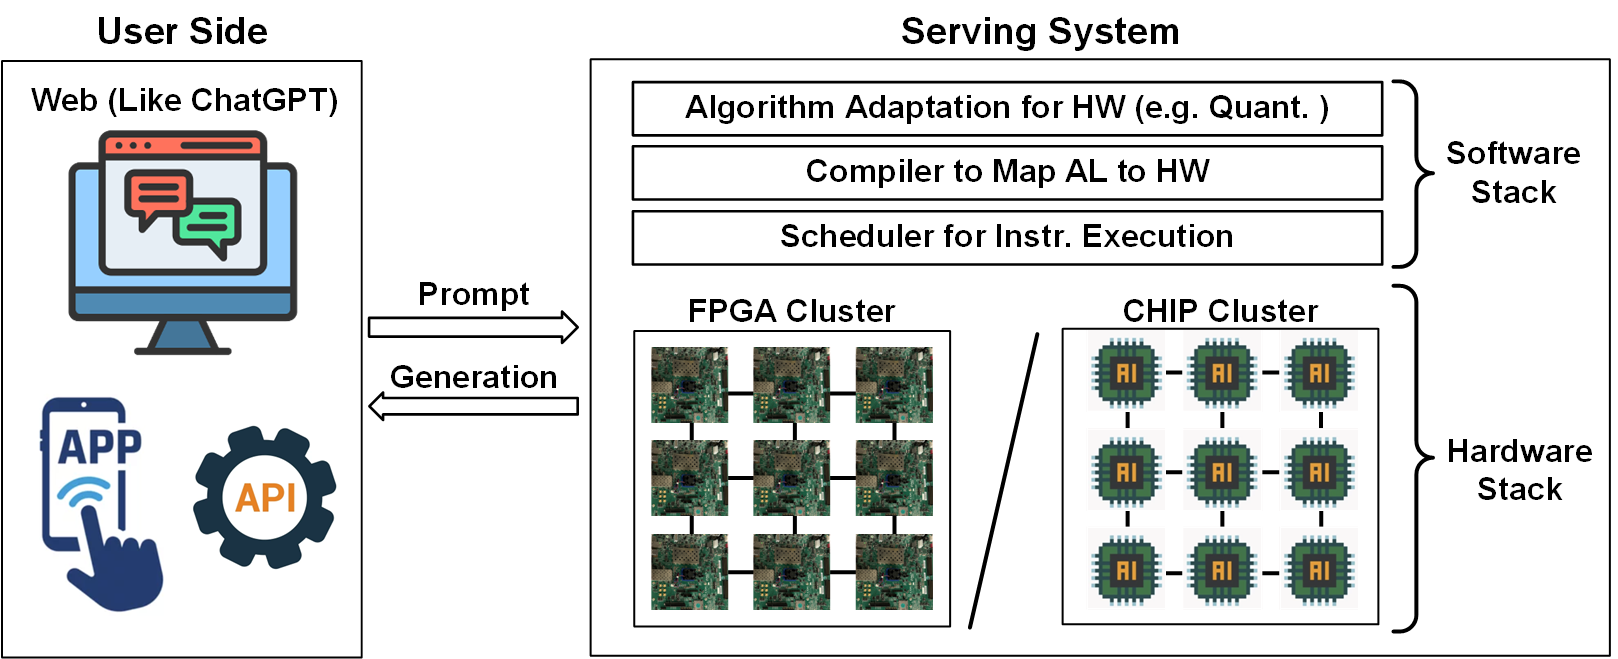 User Side
Serving System
Web (Like ChatGPT)
APP
API
Prompt
Generation
Algorithm Adaptation for HW (e.g. Quant. )
Compiler to Map AL to HW
Scheduler for Instr. Execution
Software
Stack
FPGA Cluster
CHIP Cluster
AI
AI
AI
AI
AI
AI
AI
AI
AI
Hardware
Stack